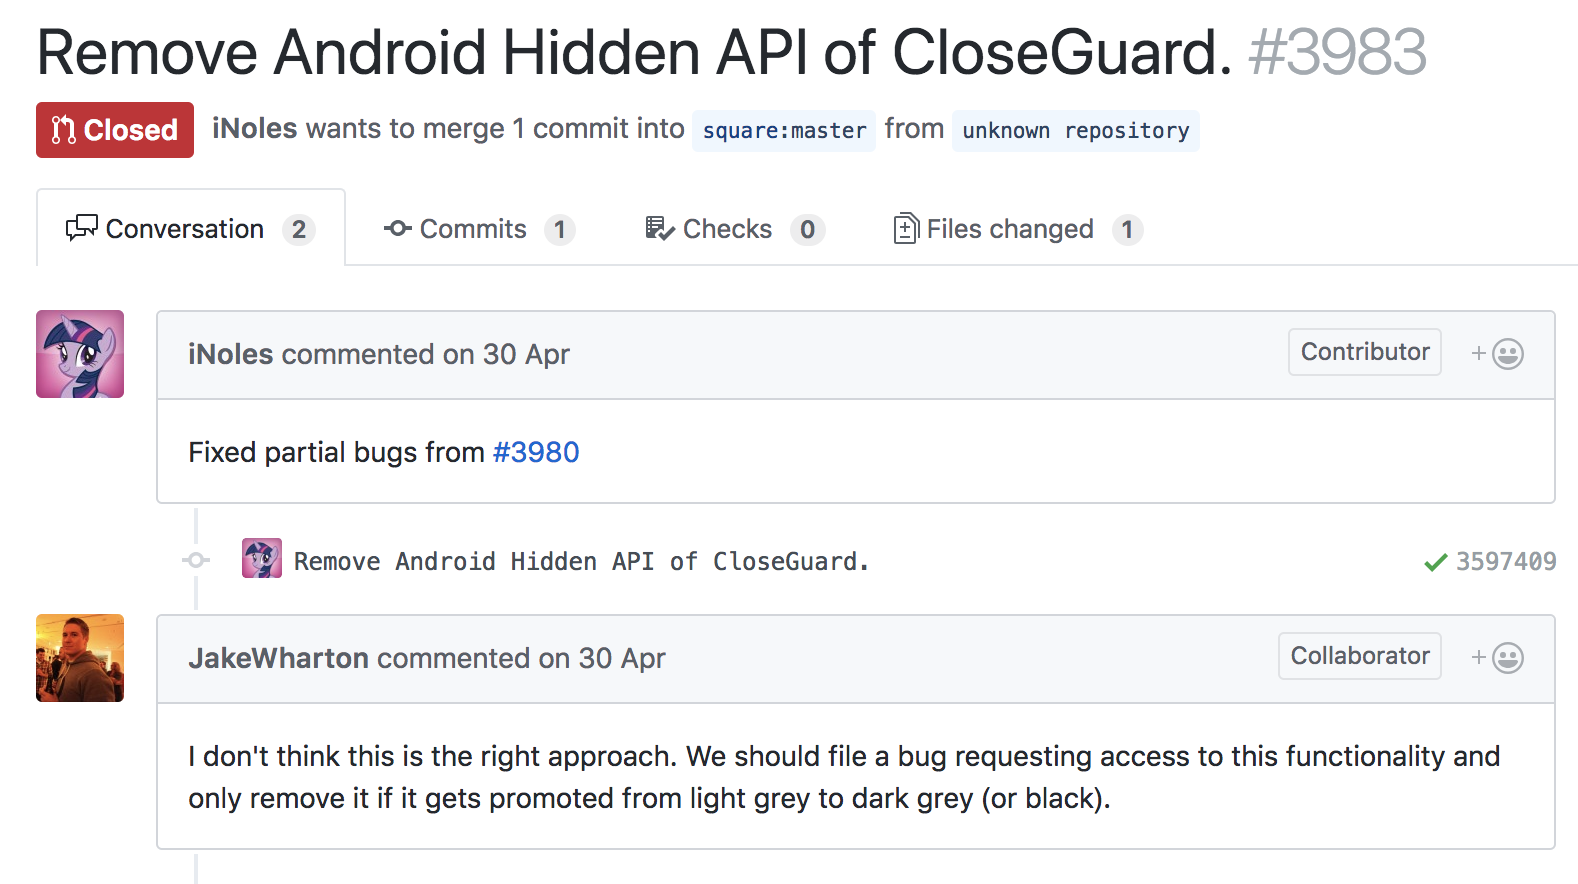 Remove Android Hidden API of CloseGuard. #3983
Closed iNoles wants to merge 1 commit into square:master from unknown repository
Conversation 2 Commits 1 Checks 0 Files changed 1
iNoles commented on 30 Apr Contributor +
Fixed partial bugs from #3980
Remove Android Hidden API of CloseGuard. 3597409
JakeWharton commented on 30 Apr Collaborator +
I don't think this is the right approach. We should file a bug requesting access to this functionality and
only remove it if it gets promoted from light grey to dark grey (or black).